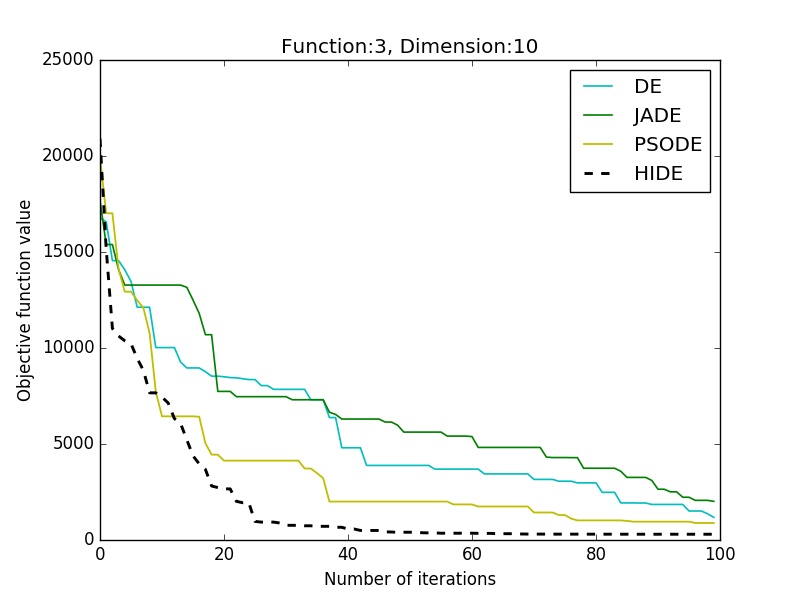 Function:3, Dimension:10
25000
20000
15000
10000
5000
0
Objective function value
DE
JADE
PSODE
HIDE
0 20 40 60 80 100
Number of iterations